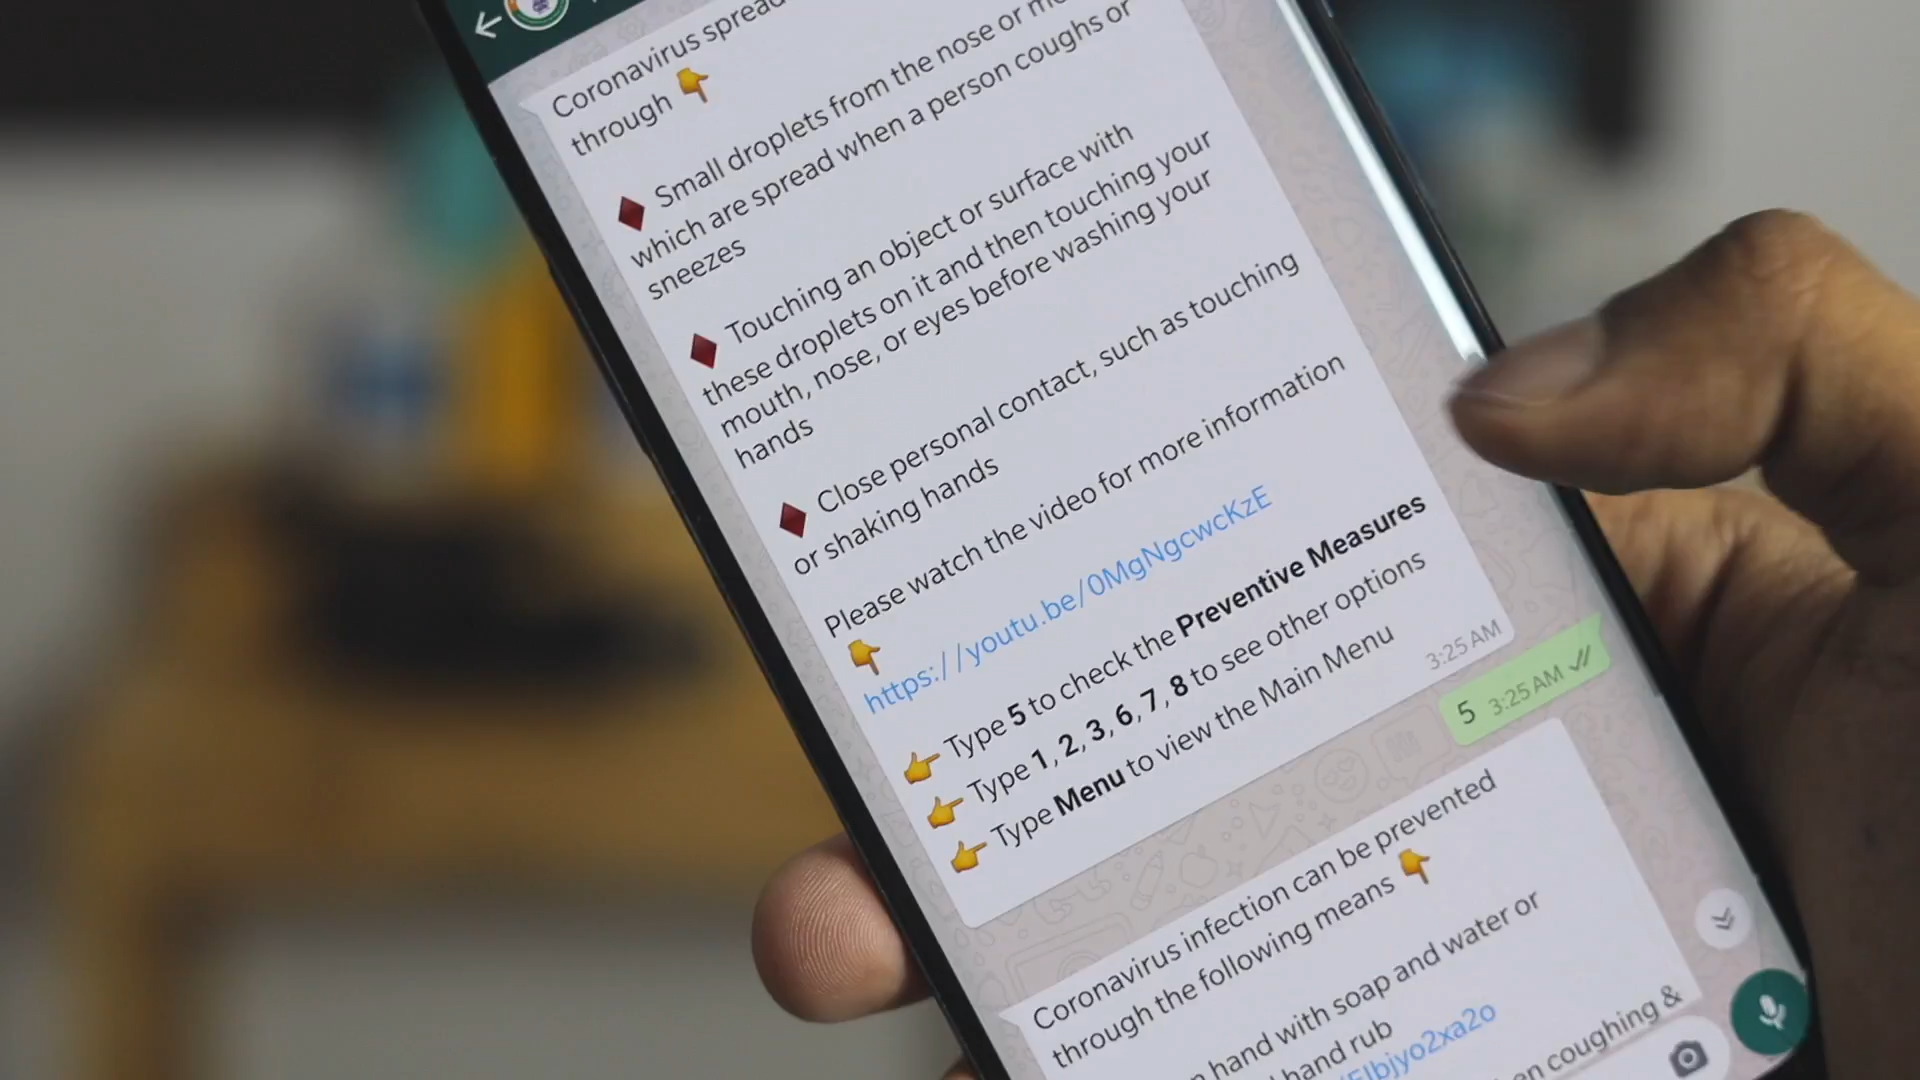 Coronavirus spread
through 👇
♦ Small droplets from the nose or
which are spread when a person coughs or
sneezes
♦ Touching an object or surface with
these droplets on it and then touching your
mouth, nose, or eyes before washing your
hands
♦ Close personal contact, such as touching
or shaking hands
Please watch the video for more information
👇
https://youtu.be/0MgNgcwcKzE
👉 Type 5 to check the Preventive Measures
👉 Type 1, 2, 3, 6, 7, 8 to see other options
👉 Type Menu to view the Main Menu
3:25 AM
5 3:25 AM
Coronavirus infection can be prevented
through the following means 👇
hand with soap and water or
hand rub
coughing &